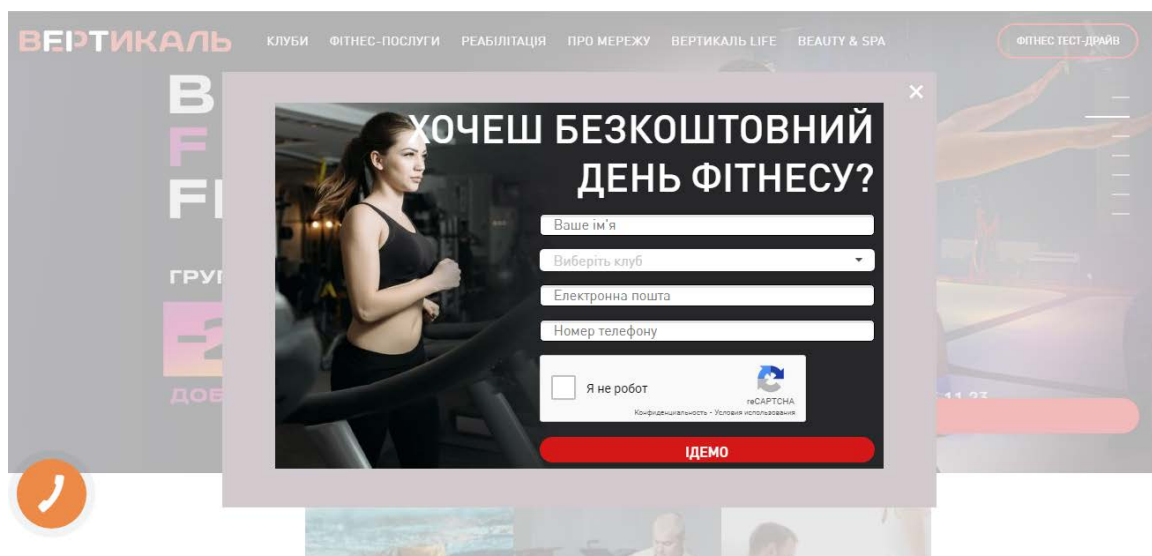 ВЕРТИКАЛЬ
КЛУБИ ФІТНЕС-ПОСЛУГИ РЕАБІЛІТАЦІЯ ПРО МЕРЕЖУ ВЕРТИКАЛЬ LIFE BEAUTY & SPA
ФІТНЕС ТЕСТ-ДРАЙВ
ХОЧЕШ БЕЗКОШТОВНИЙ
ДЕНЬ ФІТНЕСУ?
Ваше ім'я
Виберіть клуб
Електронна пошта
Номер телефону
Я не робот
reCAPTCHA
Конфиденциальность - Условия использования
ІДЕМО